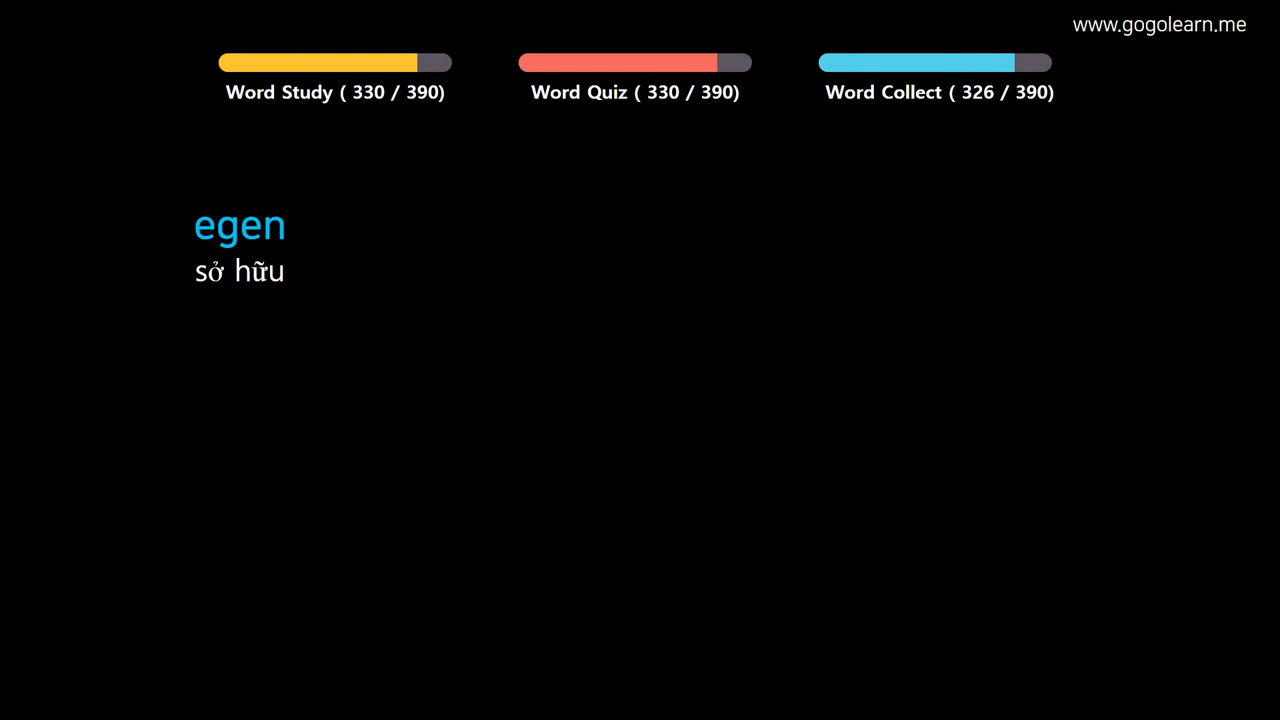 www.gogolearn.me
Word Study ( 330 / 390)
Word Quiz ( 330 / 390)
Word Collect ( 326 / 390)
egen
sở hữu